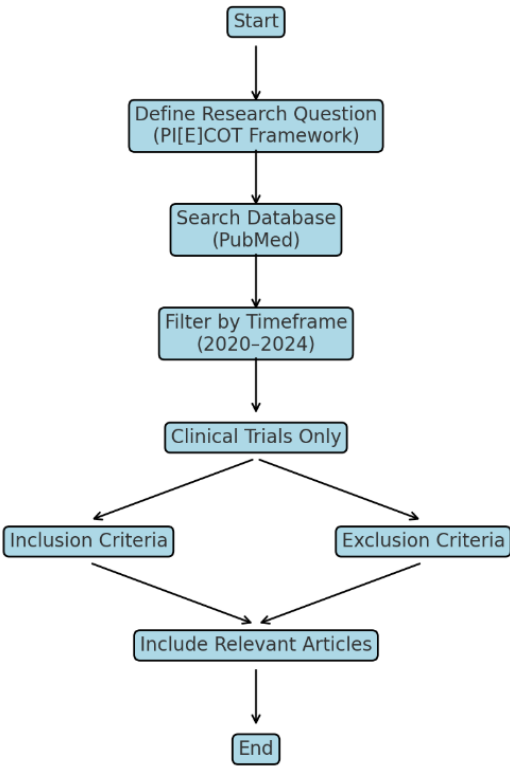 Start
Define Research Question
(PI[E]COT Framework)
Search Database
(PubMed)
Filter by Timeframe
(2020–2024)
Clinical Trials Only
Inclusion Criteria
Exclusion Criteria
Include Relevant Articles
End